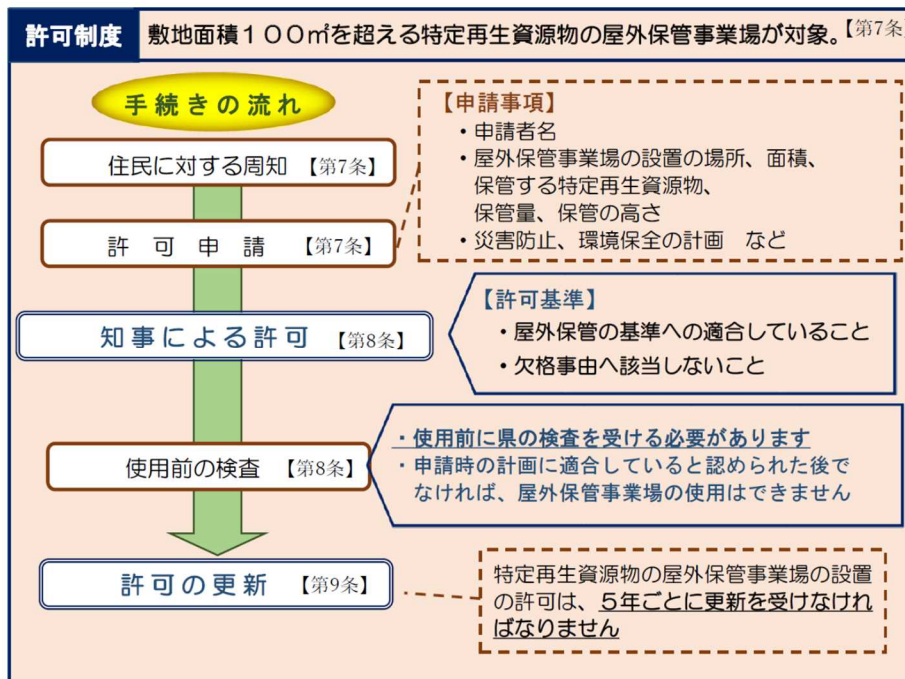 許可制度
敷地面積１００㎡を超える特定再生資源物の屋外保管事業場が対象。【第7条】
手続きの流れ
住民に対する周知 【第7条】
許可申請 【第7条】
【申請事項】
・申請者名
・屋外保管事業場の設置の場所、面積、
保管する特定再生資源物、
保管量、保管の高さ
・災害防止、環境保全の計画 など
知事による許可 【第8条】
【許可基準】
・屋外保管の基準への適合していること
・欠格事由へ該当しないこと
使用前の検査 【第8条】
・使用前に県の検査を受ける必要があります
・申請時の計画に適合していると認められた後で
なければ、屋外保管事業場の使用はできません
許可の更新 【第9条】
特定再生資源物の屋外保管事業場の設置
の許可は、５年ごとに更新を受けなけれ
ばなりません